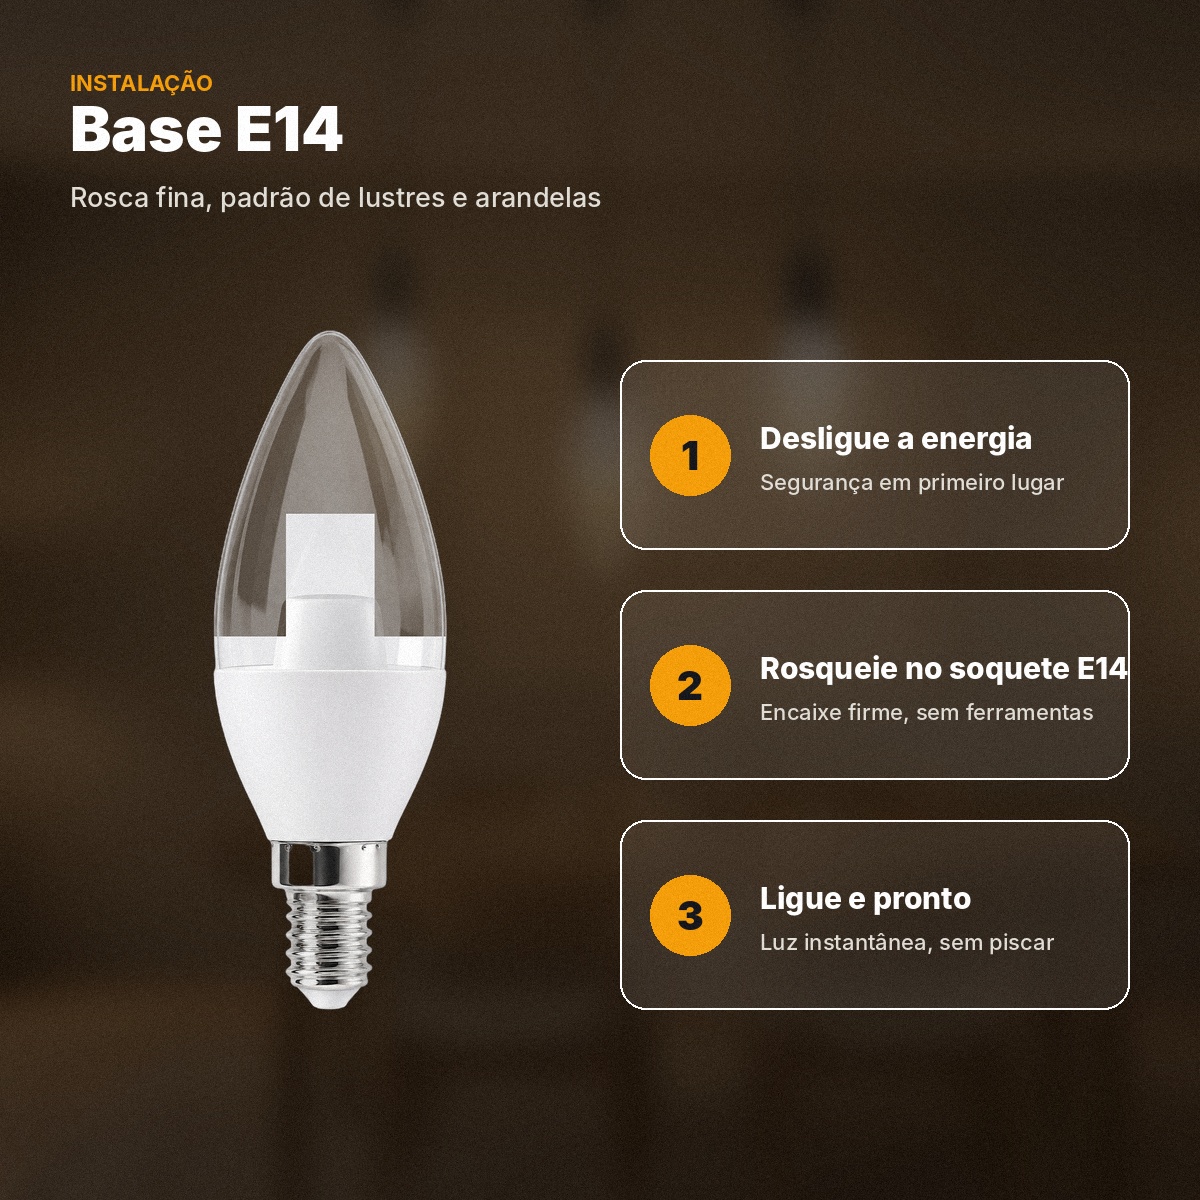 INSTALAÇÃO
Base E14
Rosca fina, padrão de lustres e arandelas
1
Desligue a energia
Segurança em primeiro lugar
2
Rosqueie no soquete E14
Encaixe firme, sem ferramentas
3
Ligue e pronto
Luz instantânea, sem piscar